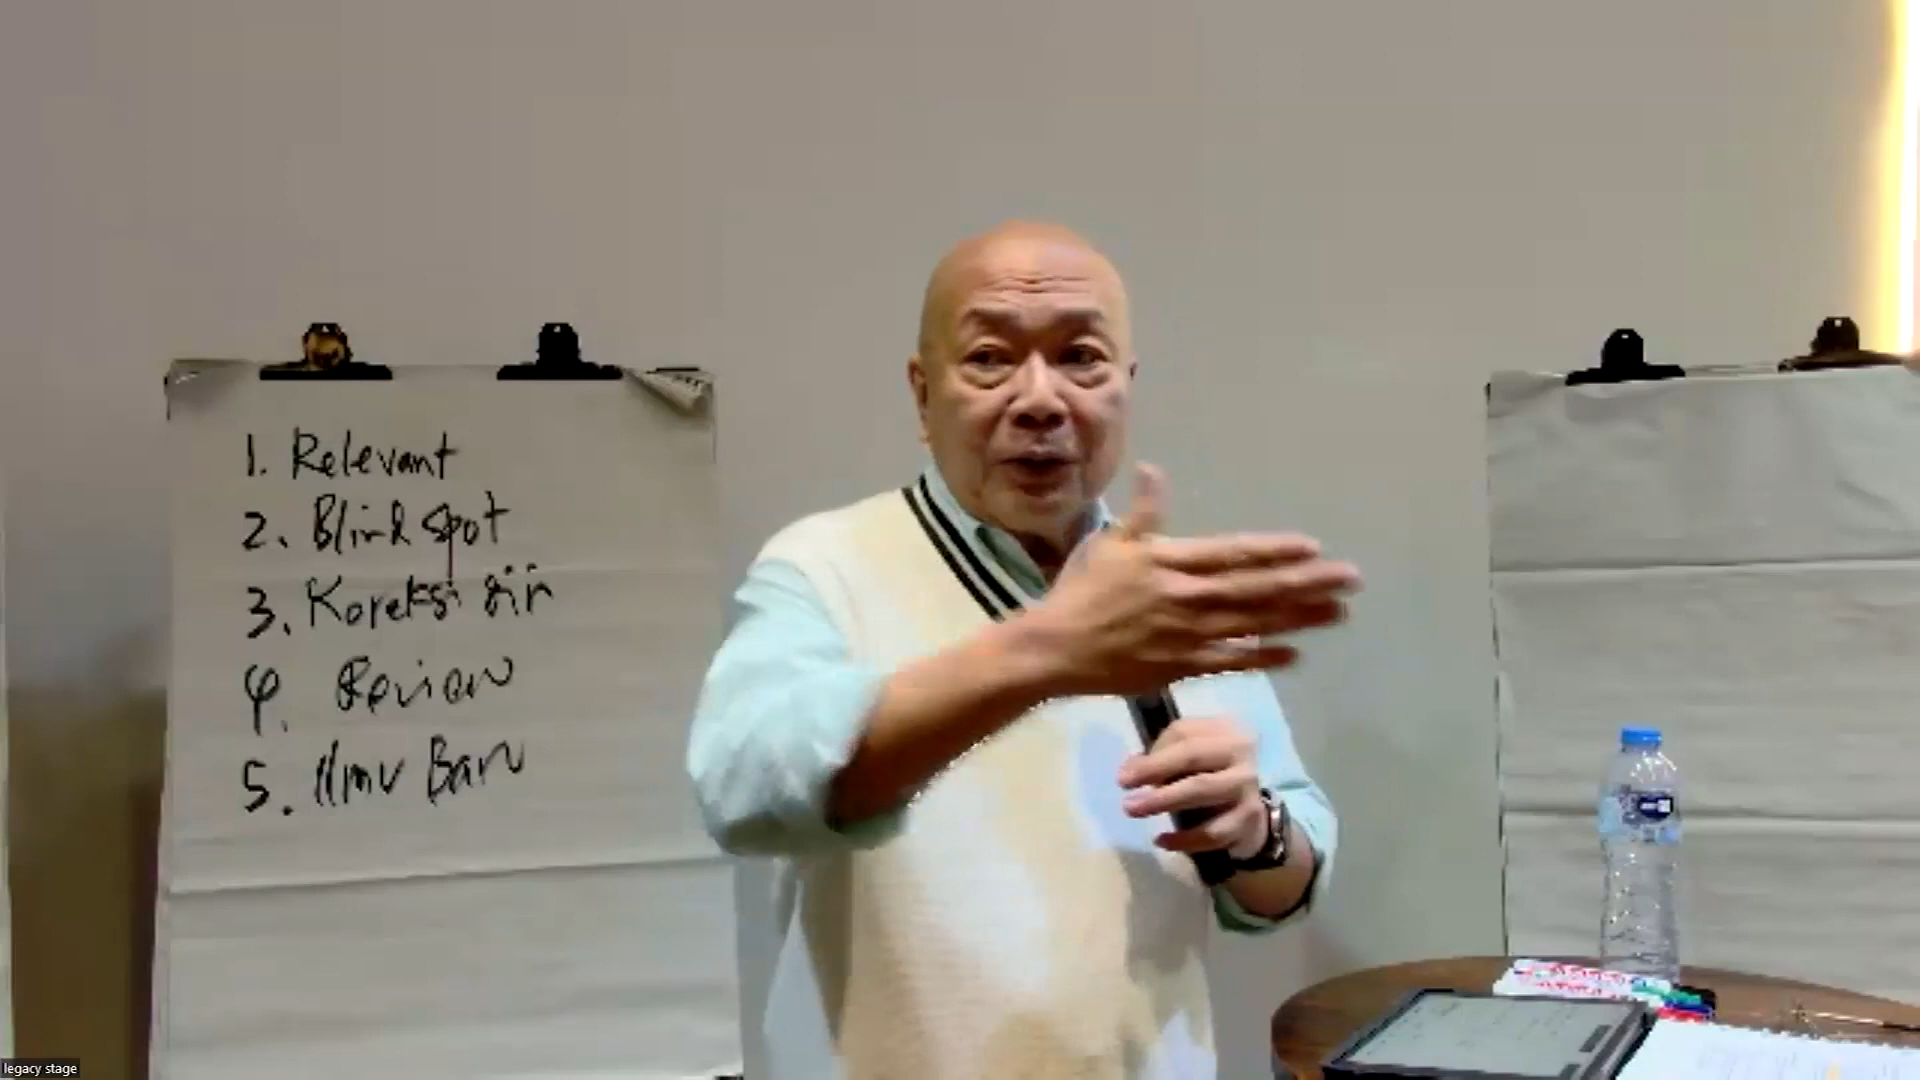 1. Relevant
2. Blind spot
3. Koreksi diri
4. Review
5. Ilmu Baru
legacy stage